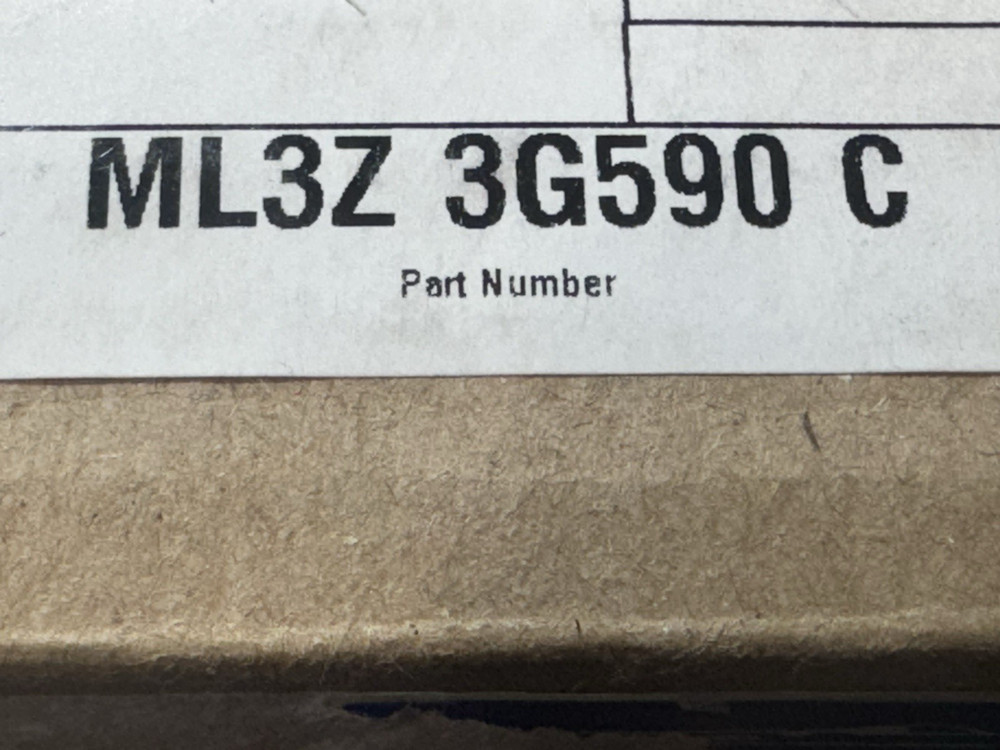 ML3Z 3G590 C
Part Number